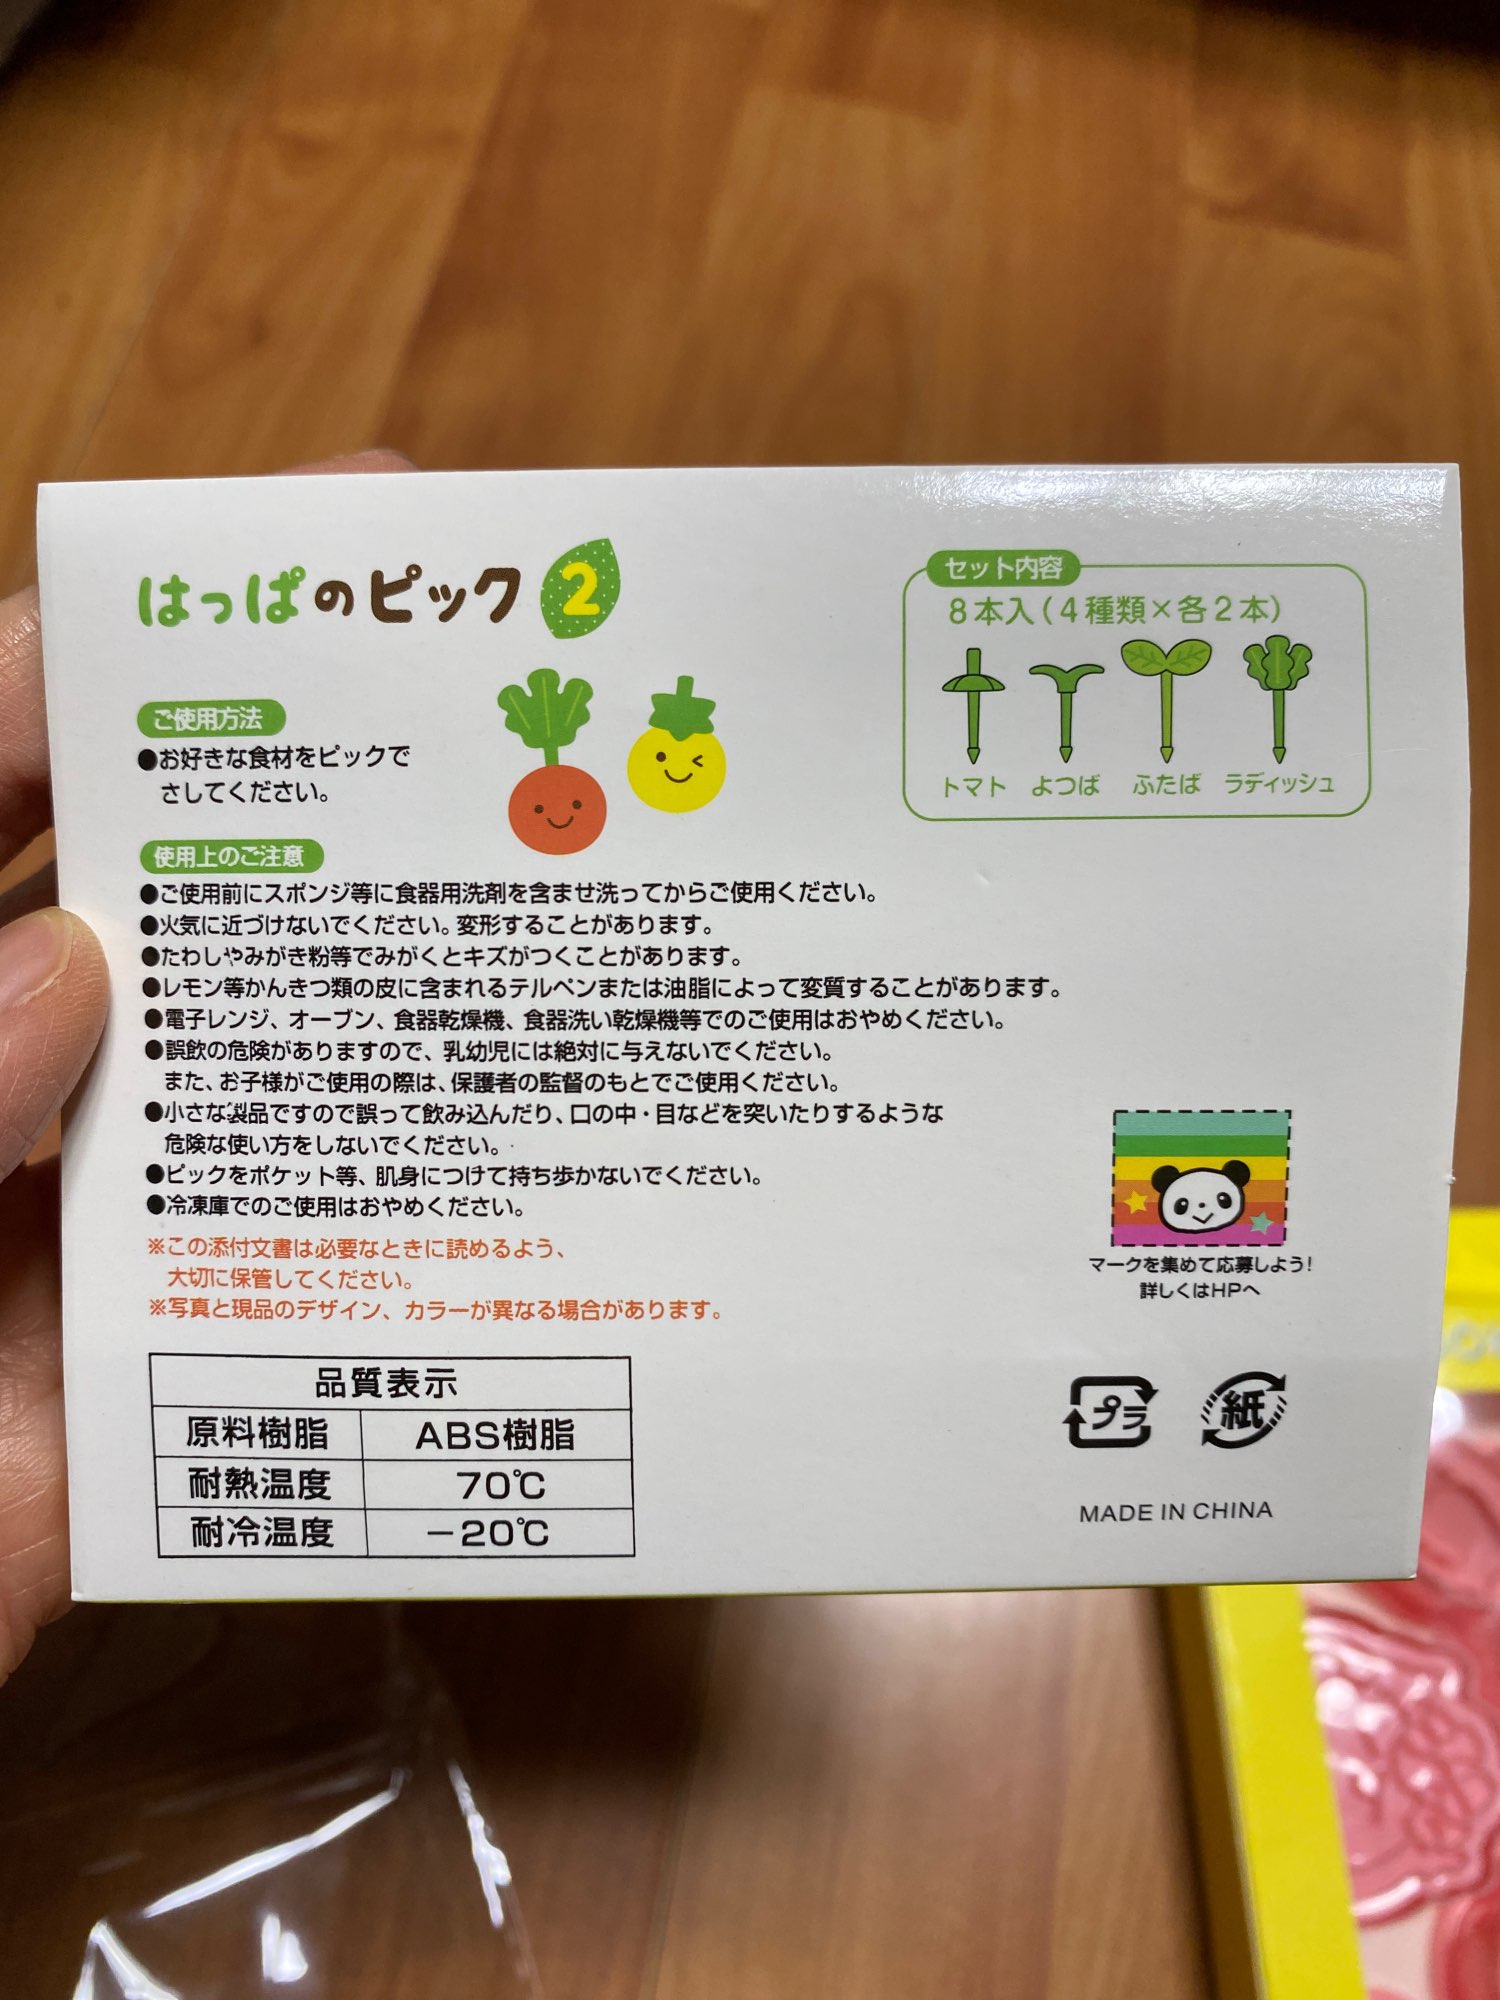 はっぱのピック2
ご使用方法
●お好きな食材をピックで
さしてください。
セット内容
8本入(4種類×各2本)
トマト よつば ふたば ラディッシュ
使用上のご注意
●ご使用前にスポンジ等に食器用洗剤を含ませ洗ってからご使用ください。
●火気に近づけないでください。変形することがあります。
●たわしやみがき粉等でみがくとキズがつくことがあります。
●レモン等かんきつ類の皮に含まれるテルペンまたは油脂によって変質することがあります。
●電子レンジ、オーブン、食器乾燥機、食器洗い乾燥機等でのご使用はおやめください。
●誤飲の危険がありますので、乳幼児には絶対に与えないでください。
また、お子様がご使用の際は、保護者の監督のもとでご使用ください。
●小さな製品ですので誤って飲み込んだり、口の中・目などを突いたりするような
危険な使い方をしないでください。
●ピックをポケット等、肌身につけて持ち歩かないでください。
●冷凍庫でのご使用はおやめください。
※この添付文書は必要なときに読めるよう、
大切に保管してください。
※写真と現品のデザイン、カラーが異なる場合があります。
マークを集めて応募しよう!
詳しくはHPへ
品質表示
原料樹脂 ABS樹脂
耐熱温度 70℃
耐冷温度 −20℃
プラ 紙
MADE IN CHINA